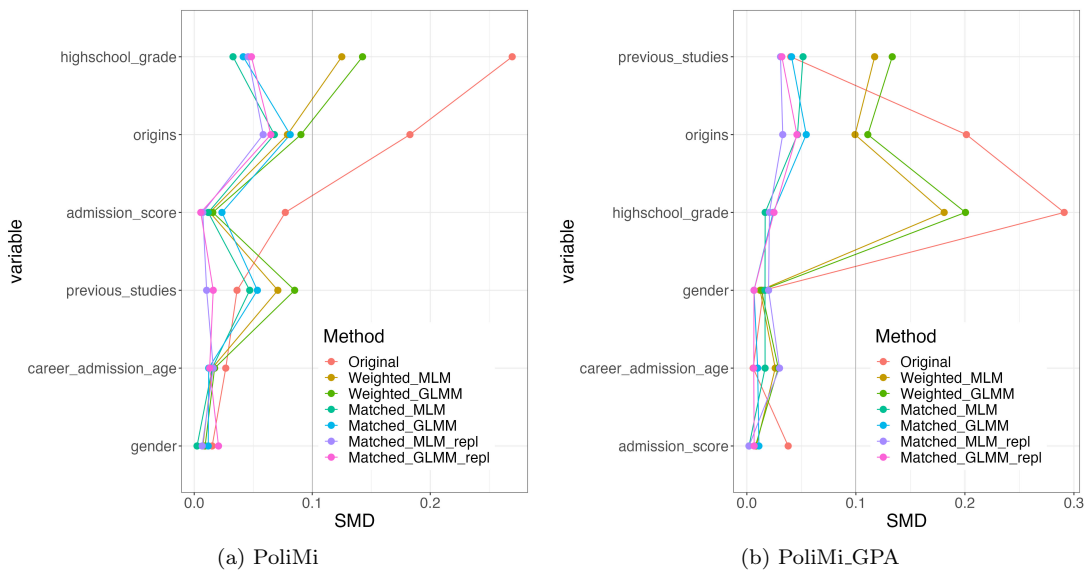 variable
highschool_grade
origins
admission_score
previous_studies
career_admission_age
gender
Method
Original
Weighted_MLM
Weighted_GLMM
Matched_MLM
Matched_GLMM
Matched_MLM_repl
Matched_GLMM_repl
0.0 0.1 0.2
SMD
(a) PoliMi
variable
previous_studies
origins
highschool_grade
gender
career_admission_age
admission_score
Method
Original
Weighted_MLM
Weighted_GLMM
Matched_MLM
Matched_GLMM
Matched_MLM_repl
Matched_GLMM_repl
0.0 0.1 0.2 0.3
SMD
(b) PoliMi_GPA